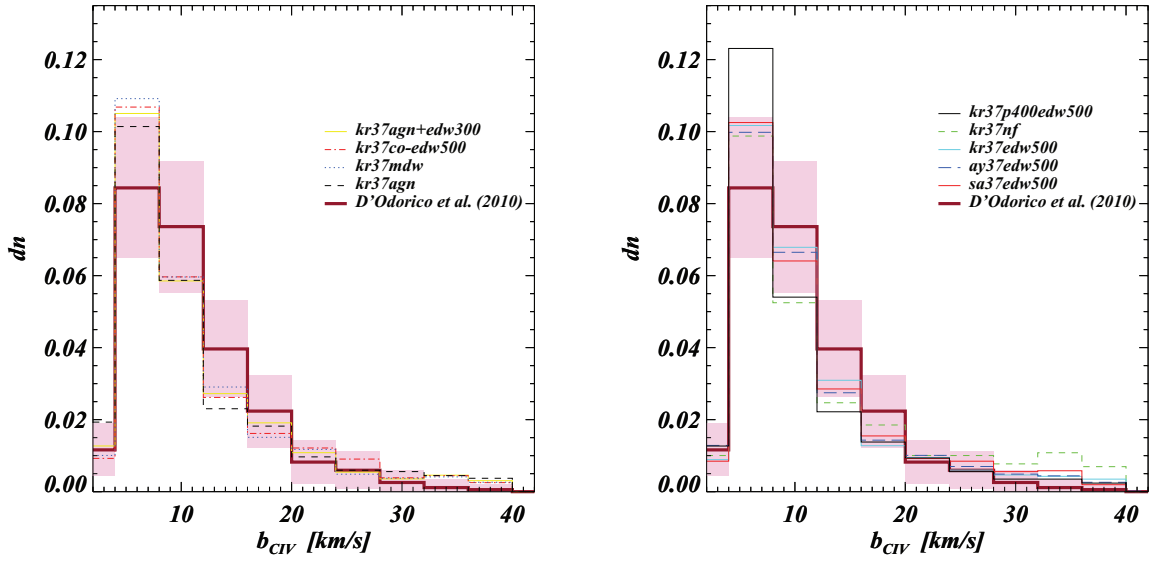 0.12
0.10
0.08
0.06
0.04
0.02
0.00
dn
kr37agn+edw300
kr37co-edw500
kr37mdw
kr37agn
D'Odorico et al. (2010)
10
20
30
40
b_CIV [km/s]
0.12
0.10
0.08
0.06
0.04
0.02
0.00
dn
kr37p400edw500
kr37nf
kr37edw500
ay37edw500
sa37edw500
D'Odorico et al. (2010)
10
20
30
40
b_CIV [km/s]